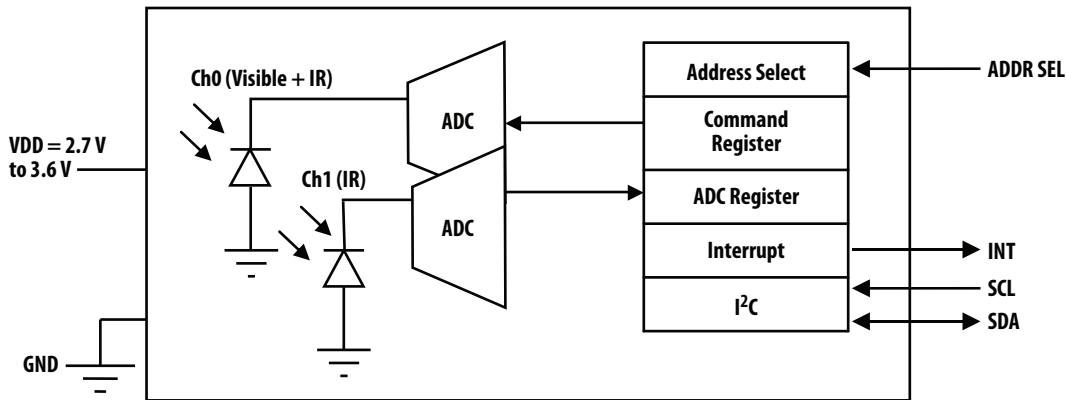 Ch0 (Visible + IR)
ADC
Address Select
ADDR SEL
Command
Register
VDD = 2.7 V
to 3.6 V
Ch1 (IR)
ADC
ADC Register
Interrupt
INT
I²C
SCL
SDA
GND